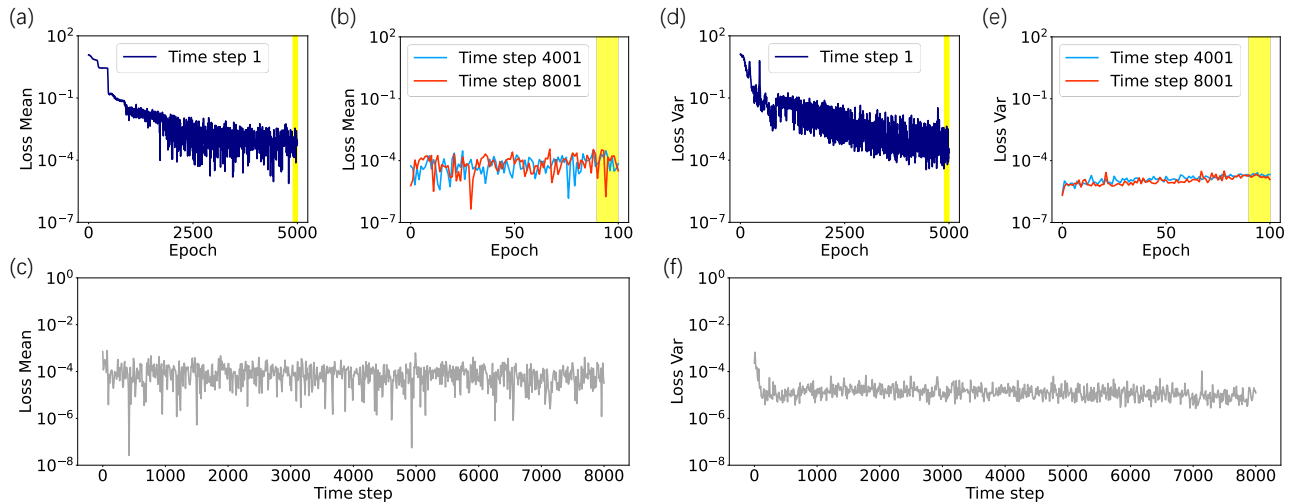 (a)
10^2
10^-1
10^-4
10^-7
Loss Mean
Time step 1
0
2500
5000
Epoch
(b)
10^2
10^-1
10^-4
10^-7
Loss Mean
Time step 4001
Time step 8001
0
50
100
Epoch
(d)
10^2
10^-1
10^-4
10^-7
Loss Var
Time step 1
0
2500
5000
Epoch
(e)
10^2
10^-1
10^-4
10^-7
Loss Var
Time step 4001
Time step 8001
0
50
100
Epoch
(c)
10^0
10^-2
10^-4
10^-6
10^-8
Loss Mean
0 1000 2000 3000 4000 5000 6000 7000 8000
Time step
(f)
10^0
10^-2
10^-4
10^-6
10^-8
Loss Var
0 1000 2000 3000 4000 5000 6000 7000 8000
Time step